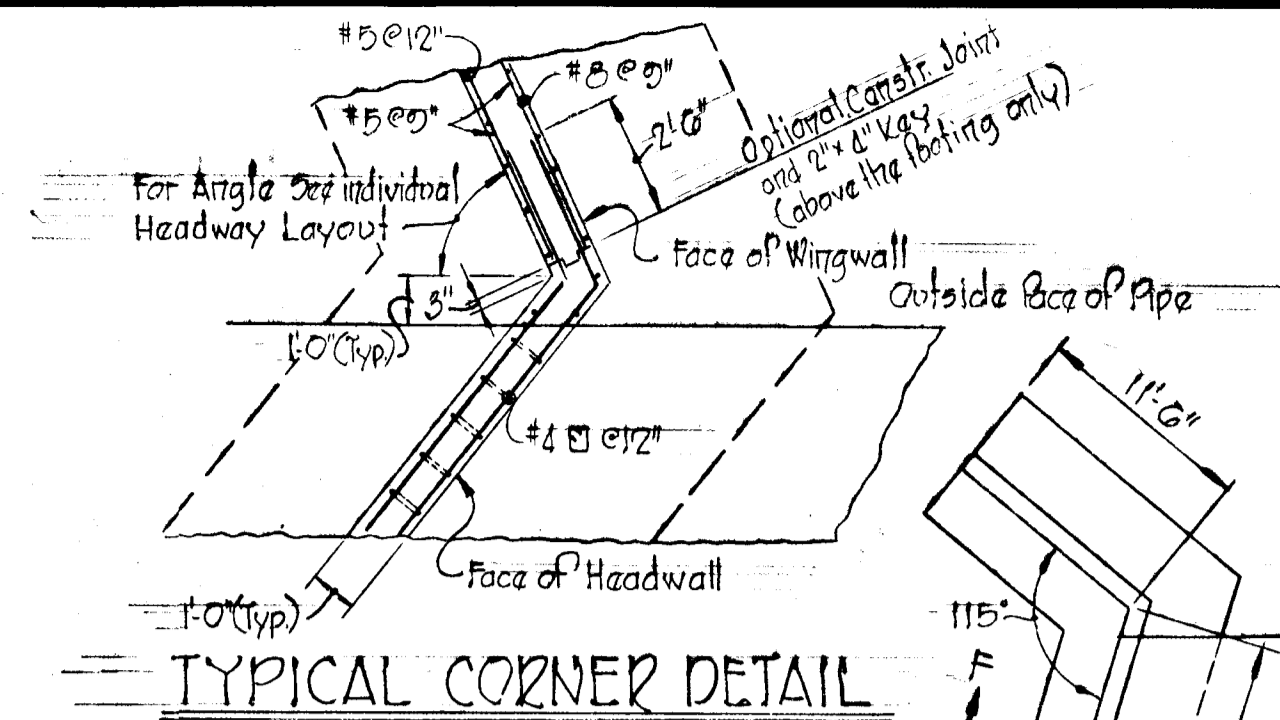 #5@12"
#8@9"
#5@9"
2'6"
Optional Constr. Joint
and 2"x4" Key
(above the footing only)
For Angle See individual
Headway Layout
Face of Wingwall
Outside Face of Pipe
3"
1'-0"(Typ.)
11'-6"
#4 @12"
Face of Headwall
1'-0"(Typ.)
115°
F
TYPICAL CORNER DETAIL